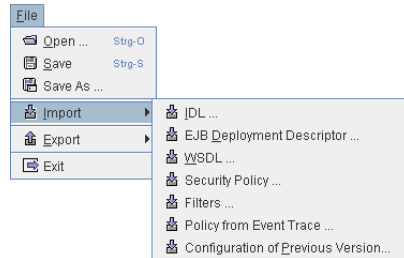 File
Open ... Strg-O
Save Strg-S
Save As ...
Import
Export
Exit
IDL ...
EJB Deployment Descriptor ...
WSDL ...
Security Policy ...
Filters ...
Policy from Event Trace ...
Configuration of Previous Version...